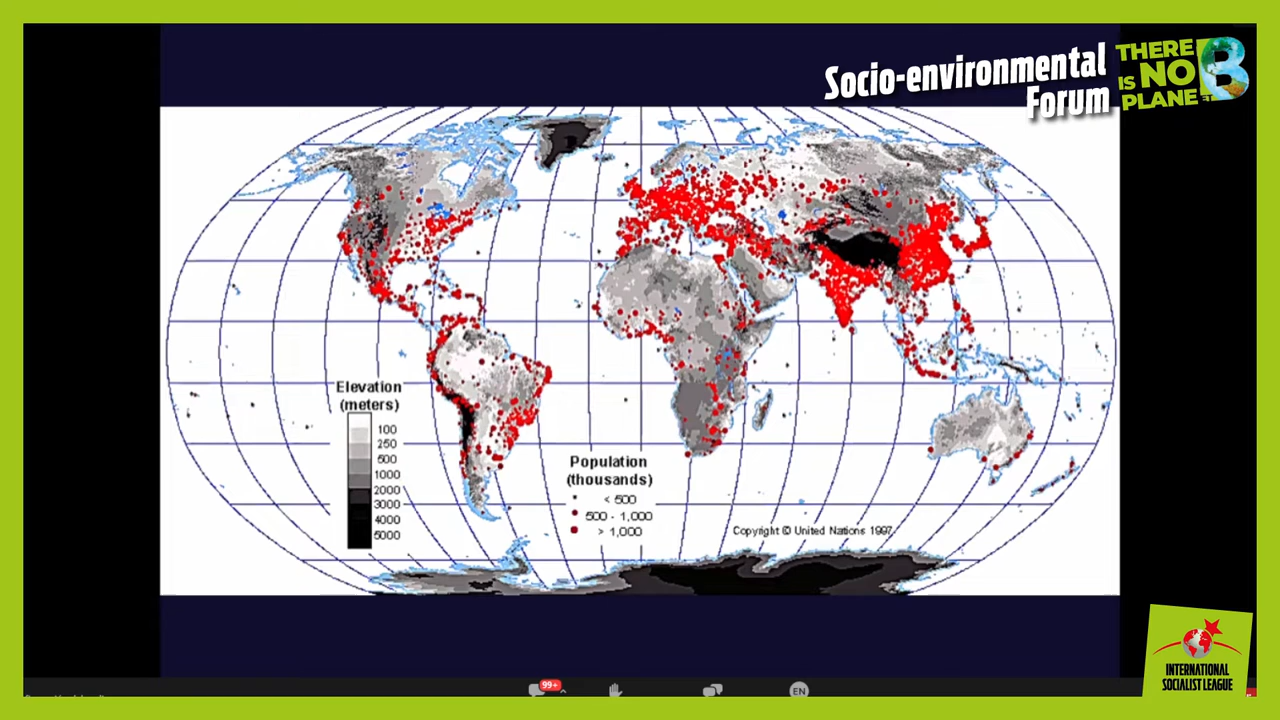 Socio-environmental
Forum
THERE
IS NO
PLANET
B
Elevation
(meters)
100
250
500
1000
2000
3000
4000
5000
Population
(thousands)
< 500
500 - 1,000
> 1,000
Copyright © United Nations 1997
99+
EN
INTERNATIONAL
SOCIALIST LEAGUE